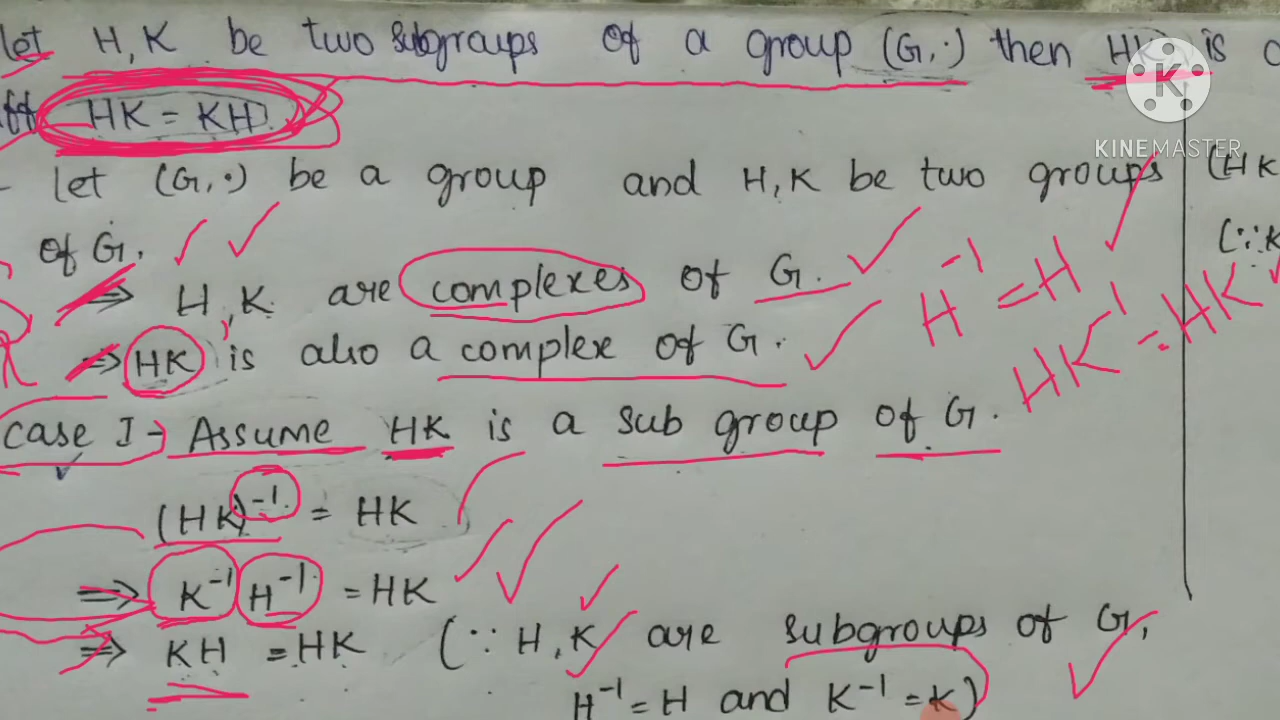 let H, K be two subgroups of a group (G,·) then HK is
iff HK = KH.
- let (G,·) be a group and H, K be two groups
of G.
⇒ H, K are complexes of G.
⇒ HK is also a complex of G.
H⁻¹ = H
HK⁻¹ = HK
case I → Assume HK is a sub group of G.
(HK)⁻¹ = HK
⇒ K⁻¹ H⁻¹ = HK
⇒ KH = HK (∵ H, K are subgroups of G,
H⁻¹ = H and K⁻¹ = K)
(HK
(∵ K
K
KINEMASTER